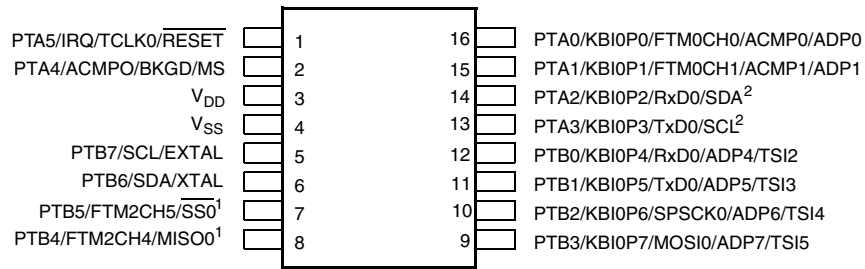 PTA5/IRQ/TCLK0/RESET 1 16 PTA0/KBI0P0/FTM0CH0/ACMP0/ADP0
PTA4/ACMPO/BKGD/MS 2 15 PTA1/KBI0P1/FTM0CH1/ACMP1/ADP1
VDD 3 14 PTA2/KBI0P2/RxD0/SDA²
VSS 4 13 PTA3/KBI0P3/TxD0/SCL²
PTB7/SCL/EXTAL 5 12 PTB0/KBI0P4/RxD0/ADP4/TSI2
PTB6/SDA/XTAL 6 11 PTB1/KBI0P5/TxD0/ADP5/TSI3
PTB5/FTM2CH5/SS0¹ 7 10 PTB2/KBI0P6/SPSCK0/ADP6/TSI4
PTB4/FTM2CH4/MISO0¹ 8 9 PTB3/KBI0P7/MOSI0/ADP7/TSI5